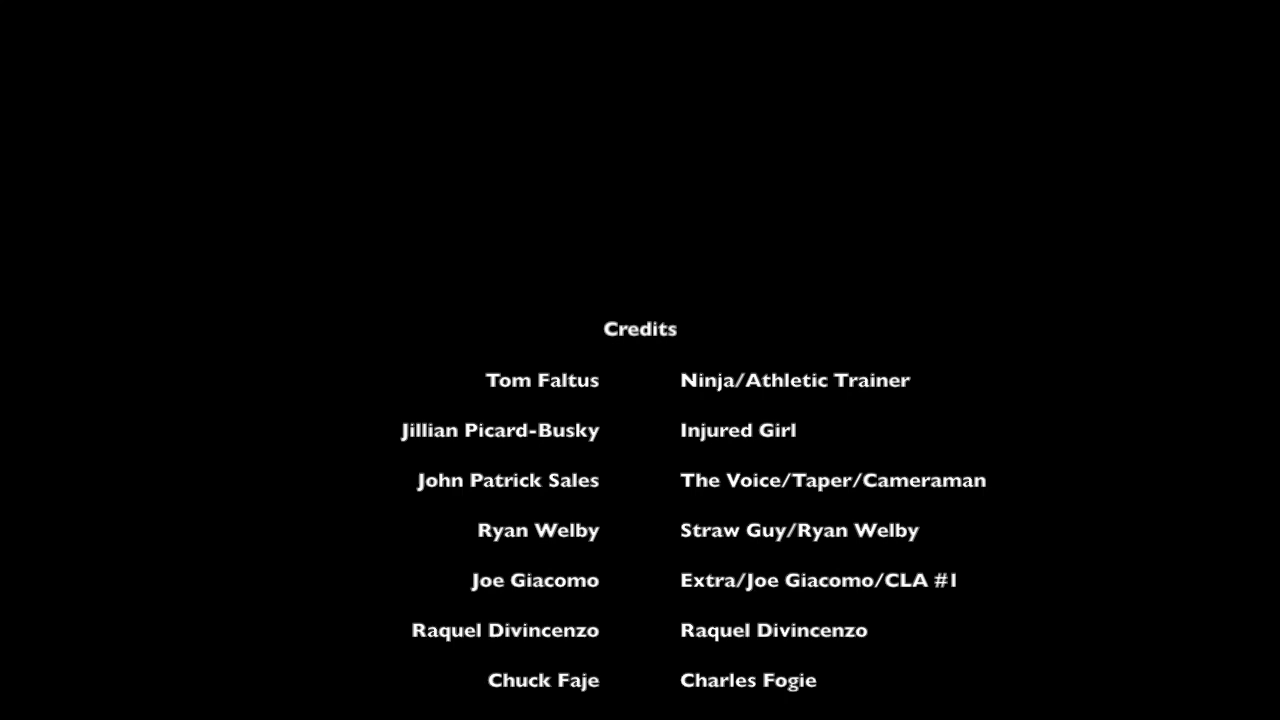 Credits
Tom Faltus Ninja/Athletic Trainer
Jillian Picard-Busky Injured Girl
John Patrick Sales The Voice/Taper/Cameraman
Ryan Welby Straw Guy/Ryan Welby
Joe Giacomo Extra/Joe Giacomo/CLA #1
Raquel Divincenzo Raquel Divincenzo
Chuck Faje Charles Fogie